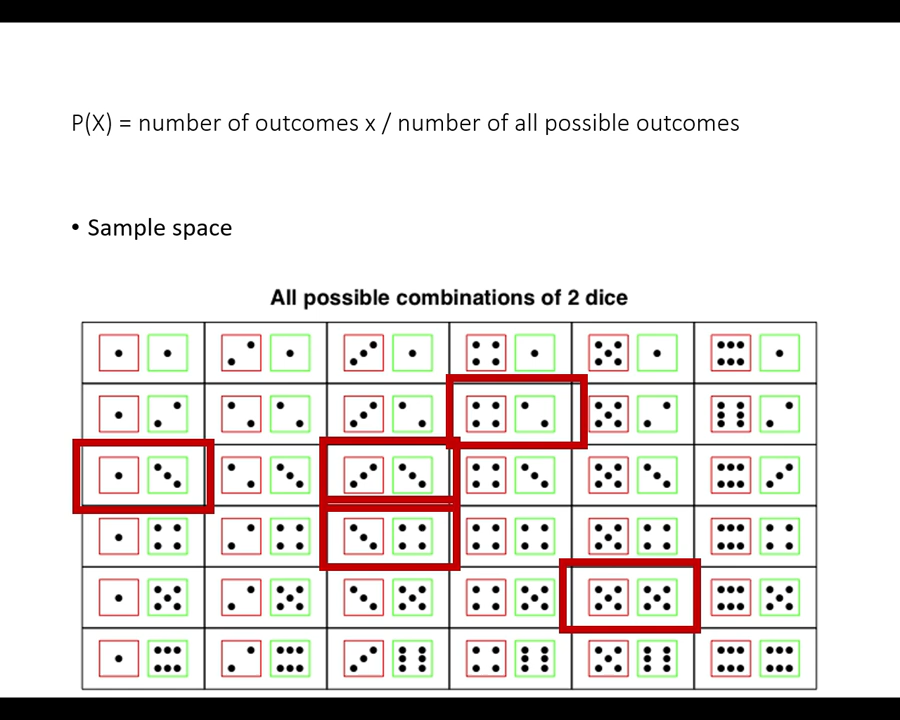 P(X) = number of outcomes x / number of all possible outcomes
• Sample space
All possible combinations of 2 dice